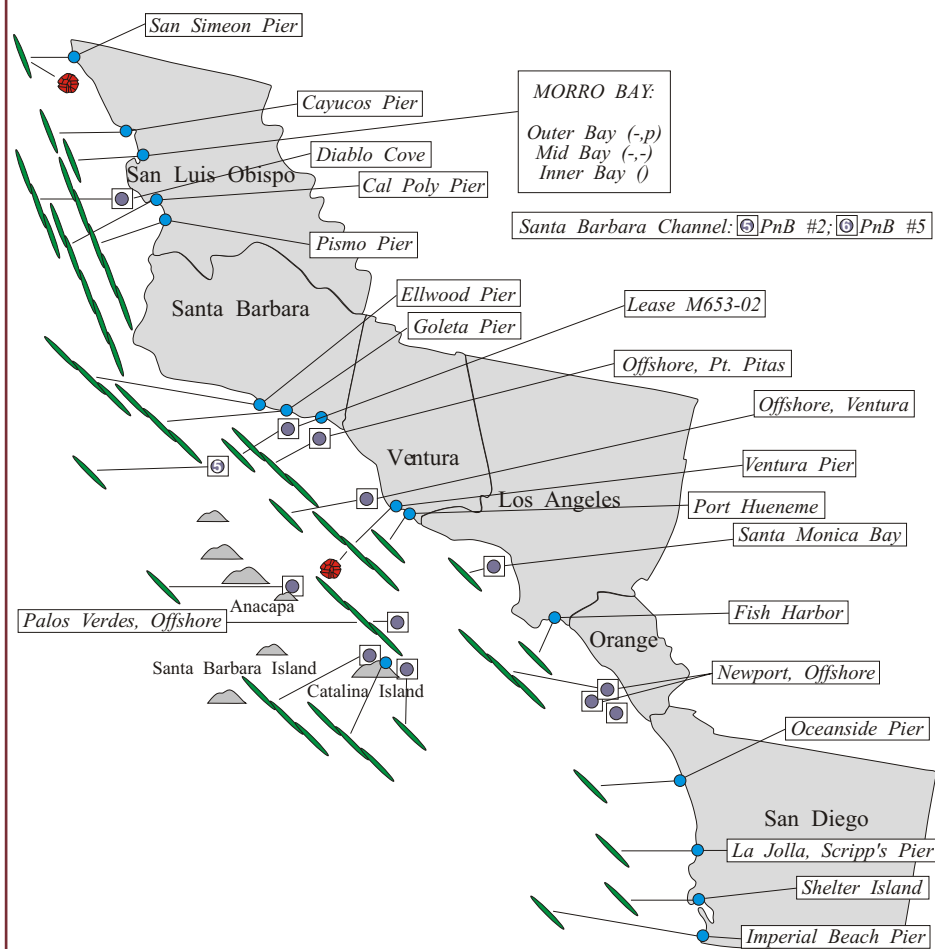 San Simeon Pier
MORRO BAY:
Outer Bay (-,p)
Mid Bay (-,-)
Inner Bay ()
Cayucos Pier
Diablo Cove
San Luis Obispo
Cal Poly Pier
Santa Barbara Channel: 5 PnB #2; 6 PnB #5
Pismo Pier
Santa Barbara
Ellwood Pier
Lease M653-02
Goleta Pier
Offshore, Pt. Pitas
Offshore, Ventura
5
Ventura
Ventura Pier
Los Angeles
Port Hueneme
Santa Monica Bay
Anacapa
Palos Verdes, Offshore
Fish Harbor
Orange
Santa Barbara Island
Catalina Island
Newport, Offshore
Oceanside Pier
San Diego
La Jolla, Scripp's Pier
Shelter Island
Imperial Beach Pier